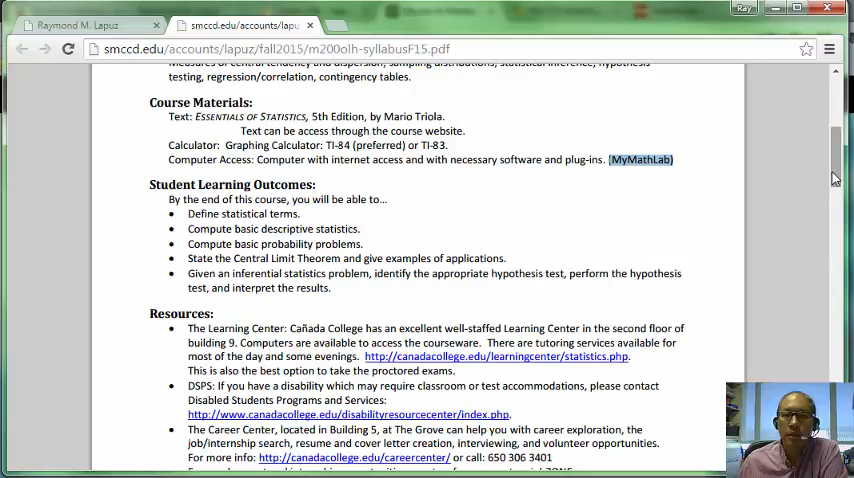 Ray
Raymond M. Lapuz
smccd.edu/accounts/lapu
smccd.edu/accounts/lapuz/fall2015/m200olh-syllabusF15.pdf
Measures of central tendency and dispersion, sampling distributions, statistical inference, hypothesis
testing, regression/correlation, contingency tables.
Course Materials:
Text: ESSENTIALS OF STATISTICS, 5th Edition, by Mario Triola.
Text can be access through the course website.
Calculator: Graphing Calculator: TI-84 (preferred) or TI-83.
Computer Access: Computer with internet access and with necessary software and plug-ins. (MyMathLab)
Student Learning Outcomes:
By the end of this course, you will be able to…
• Define statistical terms.
• Compute basic descriptive statistics.
• Compute basic probability problems.
• State the Central Limit Theorem and give examples of applications.
• Given an inferential statistics problem, identify the appropriate hypothesis test, perform the hypothesis
test, and interpret the results.
Resources:
• The Learning Center: Cañada College has an excellent well-staffed Learning Center in the second floor of
building 9. Computers are available to access the courseware. There are tutoring services available for
most of the day and some evenings. http://canadacollege.edu/learningcenter/statistics.php.
This is also the best option to take the proctored exams.
• DSPS: If you have a disability which may require classroom or test accommodations, please contact
Disabled Students Programs and Services:
http://www.canadacollege.edu/disabilityresourcecenter/index.php.
• The Career Center, located in Building 5, at The Grove can help you with career exploration, the
job/internship search, resume and cover letter creation, interviewing, and volunteer opportunities.
For more info: http://canadacollege.edu/careercenter/ or call: 650 306 3401